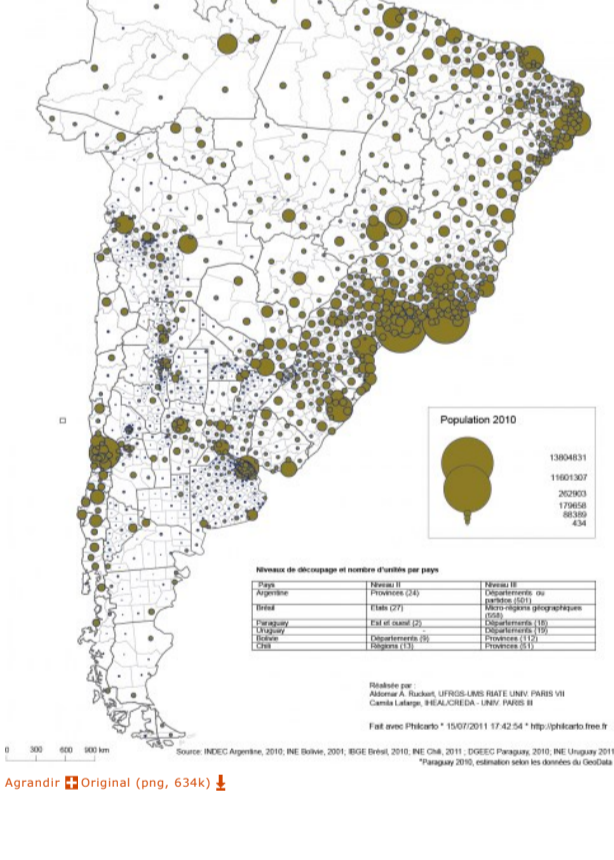 Population 2010
13804831
11601307
262903
179658
88389
434
Niveaux de découpage et nombre d'unités par pays
Pays Niveau II Niveau III
Argentine Provinces (24) Départements ou
partidos (501)
Brésil Etats (27) Micro-régions géographiques
(558)
Paraguay Est et ouest (2) Départements (18)
Uruguay - Départements (19)
Bolivie Départements (9) Provinces (112)
Chili Régions (13) Provinces (51)
Réalisée par :
Aldomar A. Ruckert, UFRGS-UMS RIATE UNIV. PARIS VII
Camila Lafarge, IHEAL/CREDA - UNIV. PARIS III
Fait avec Philcarto * 15/07/2011 17:42:54 * http://philcarto.free.fr
0 300 600 900 km
Source: INDEC Argentine, 2010; INE Bolivie, 2001; IBGE Brésil, 2010; INE Chili, 2011 ; DGEEC Paraguay, 2010; INE Uruguay 2011
*Paraguay 2010, estimation selon les données du GeoData
Agrandir Original (png, 634k)